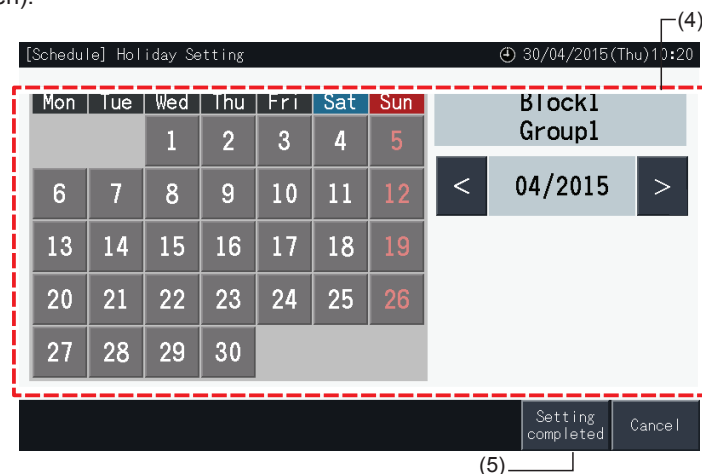 en).
(4)
[Schedule] Holiday Setting 30/04/2015(Thu)10:20
Mon Tue Wed Thu Fri Sat Sun
Block1
Group1
1 2 3 4 5
< 04/2015 >
6 7 8 9 10 11 12
13 14 15 16 17 18 19
20 21 22 23 24 25 26
27 28 29 30
Setting
completed
Cancel
(5)